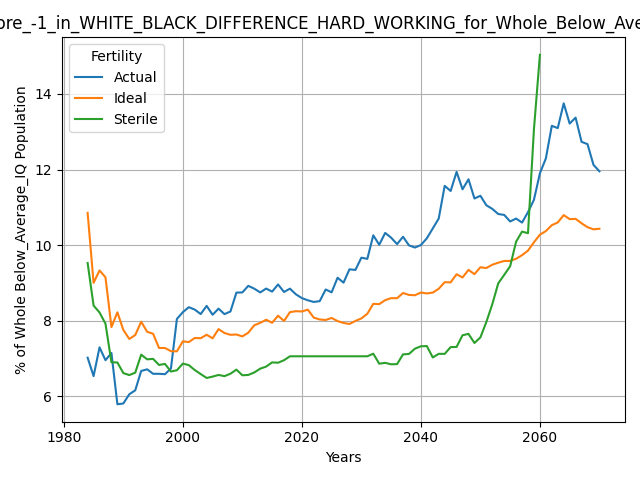 ore_-1_in_WHITE_BLACK_DIFFERENCE_HARD_WORKING_for_Whole_Below_Ave
Fertility
Actual
Ideal
Sterile
% of Whole Below_Average_IQ Population
14
12
10
8
6
1980 2000 2020 2040 2060
Years